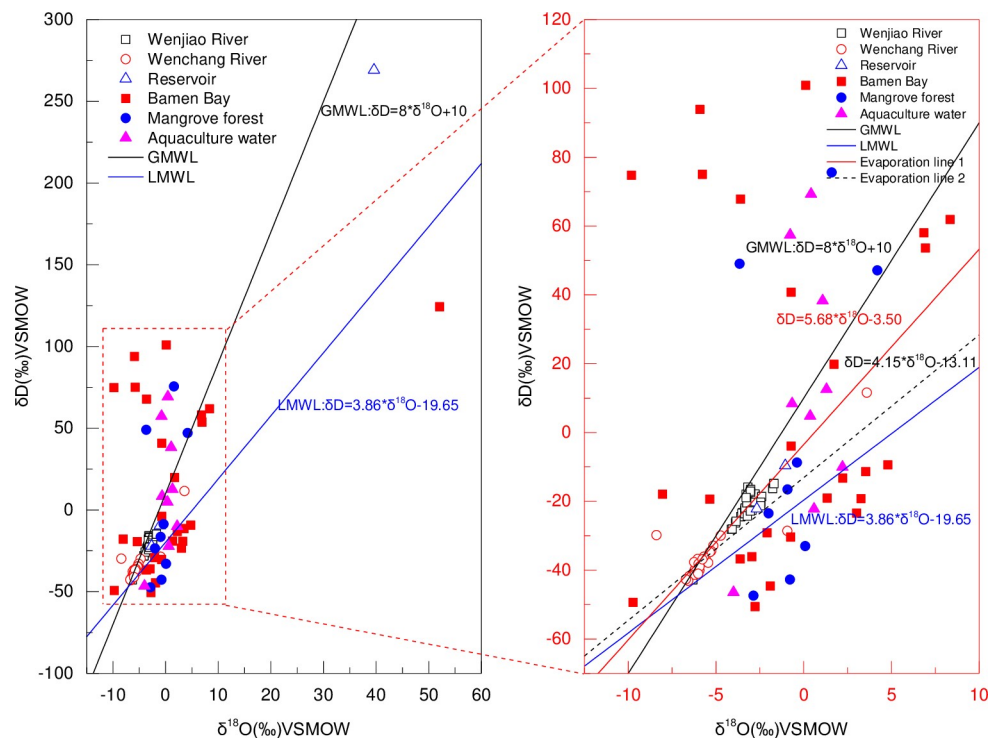 300
250
200
150
100
50
0
-50
-100
-10
0
10
20
30
40
50
60
δD(‰)VSMOW
δ¹⁸O(‰)VSMOW
Wenjiao River
Wenchang River
Reservoir
Bamen Bay
Mangrove forest
Aquaculture water
GMWL
LMWL
GMWL:δD=8*δ¹⁸O+10
LMWL:δD=3.86*δ¹⁸O-19.65
120
100
80
60
40
20
0
-20
-40
-60
-10
-5
0
5
10
δD(‰)VSMOW
δ¹⁸O(‰)VSMOW
Wenjiao River
Wenchang River
Reservoir
Bamen Bay
Mangrove forest
Aquaculture water
GMWL
LMWL
Evaporation line 1
Evaporation line 2
GMWL:δD=8*δ¹⁸O+10
δD=5.68*δ¹⁸O-3.50
δD=4.15*δ¹⁸O-13.11
LMWL:δD=3.86*δ¹⁸O-19.65